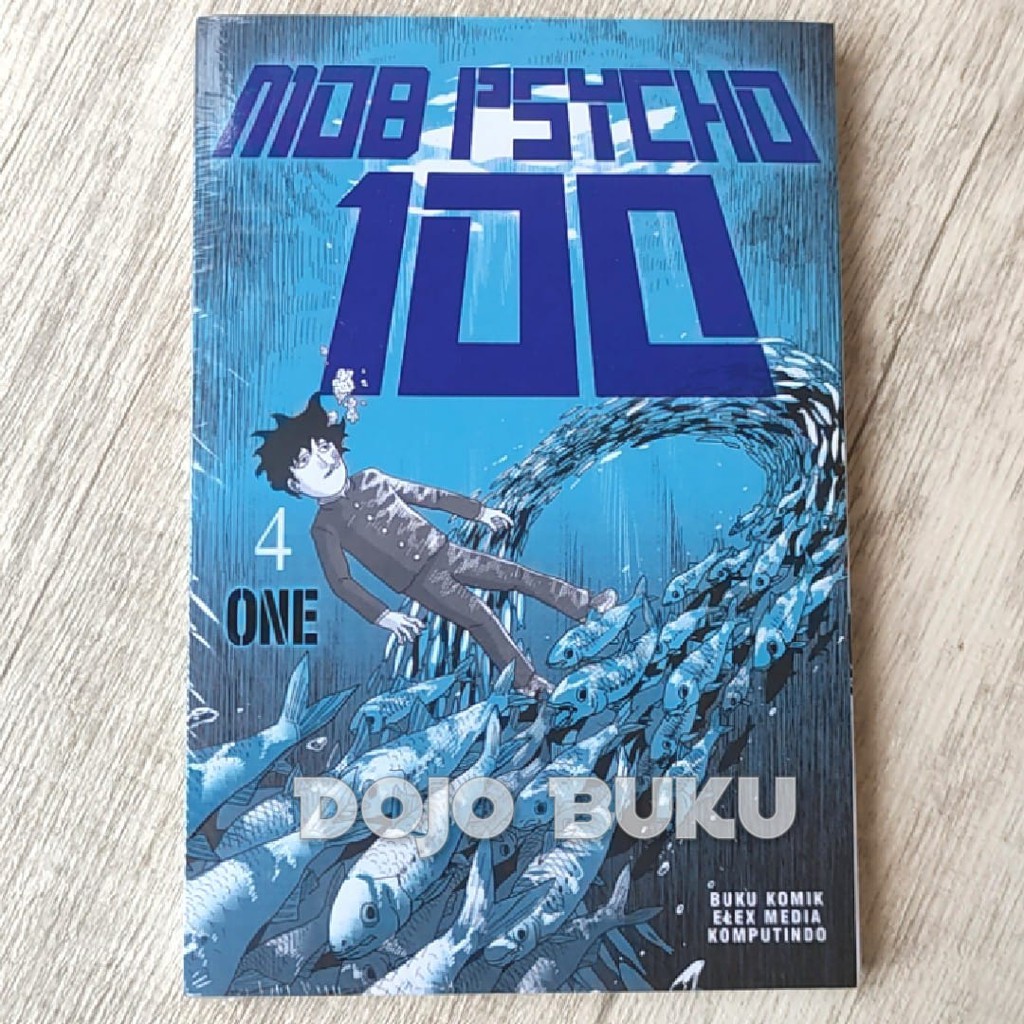 MOB PSYCHO
100
4
ONE
DOJO BUKU
BUKU KOMIK
ELEX MEDIA
KOMPUTINDO